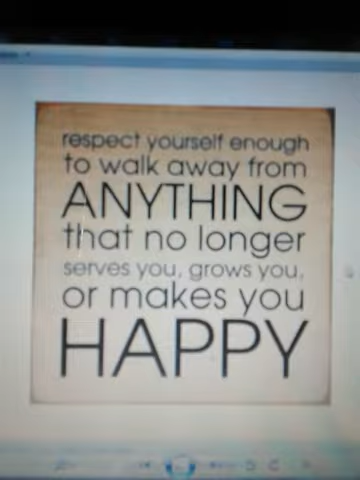 respect yourself enough
to walk away from
ANYTHING
that no longer
serves you, grows you,
or makes you
HAPPY